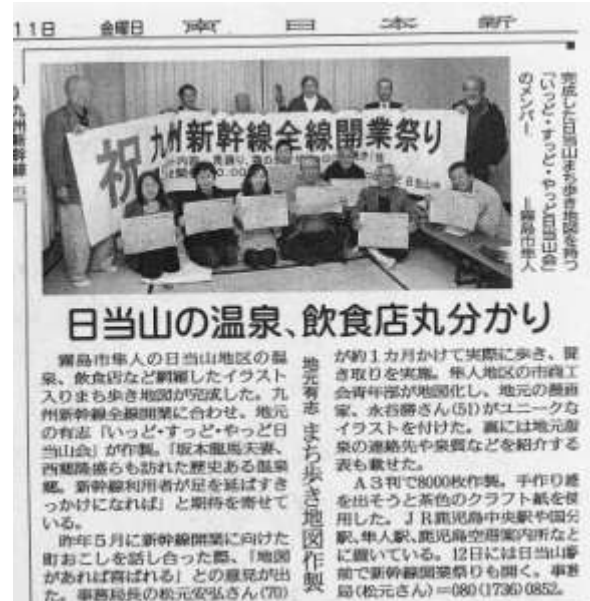 11日 金曜日 南日本新
九州新幹線
祝
九州新幹線全線開業祭り
完成した日当山まち歩き地図を持つ
「いっど・すっど・やっど日当山会」
のメンバー ＝霧島市隼人
日当山の温泉、飲食店丸分かり
地元有志 まち歩き地図作製
霧島市隼人の日当山地区の温
泉、飲食店など網羅したイラスト
入りまち歩き地図が完成した。九
州新幹線全線開業に合わせ、地元
の有志「いっど・すっど・やっど日
当山会」が作製。「坂本龍馬夫妻、
西郷隆盛らも訪れた歴史ある温泉
郷。新幹線利用者が足を延ばすき
っかけになれば」と期待を寄せて
いる。
昨年５月に新幹線開業に向けた
町おこしを話し合った際、「地図
があれば喜ばれる」との意見が出
た。事務局長の松元安弘さん(70)
が約１カ月かけて実際に歩き、聞
き取りを実施。隼人地区の市商工
会青年部が地図化し、地元の漫画
家、永谷勝さん(51)がユニークな
イラストを付けた。裏には地元温
泉の連絡先や泉質などを紹介する
表も載せた。
Ａ３判で8000枚作製。手作り感
を出そうと茶色のクラフト紙を使
用した。ＪＲ鹿児島中央駅や国分
駅、隼人駅、鹿児島空港案内所など
に置いている。12日には日当山駅
前で新幹線開業祭りも開く。事務
局(松元さん)＝080(1736)0852。